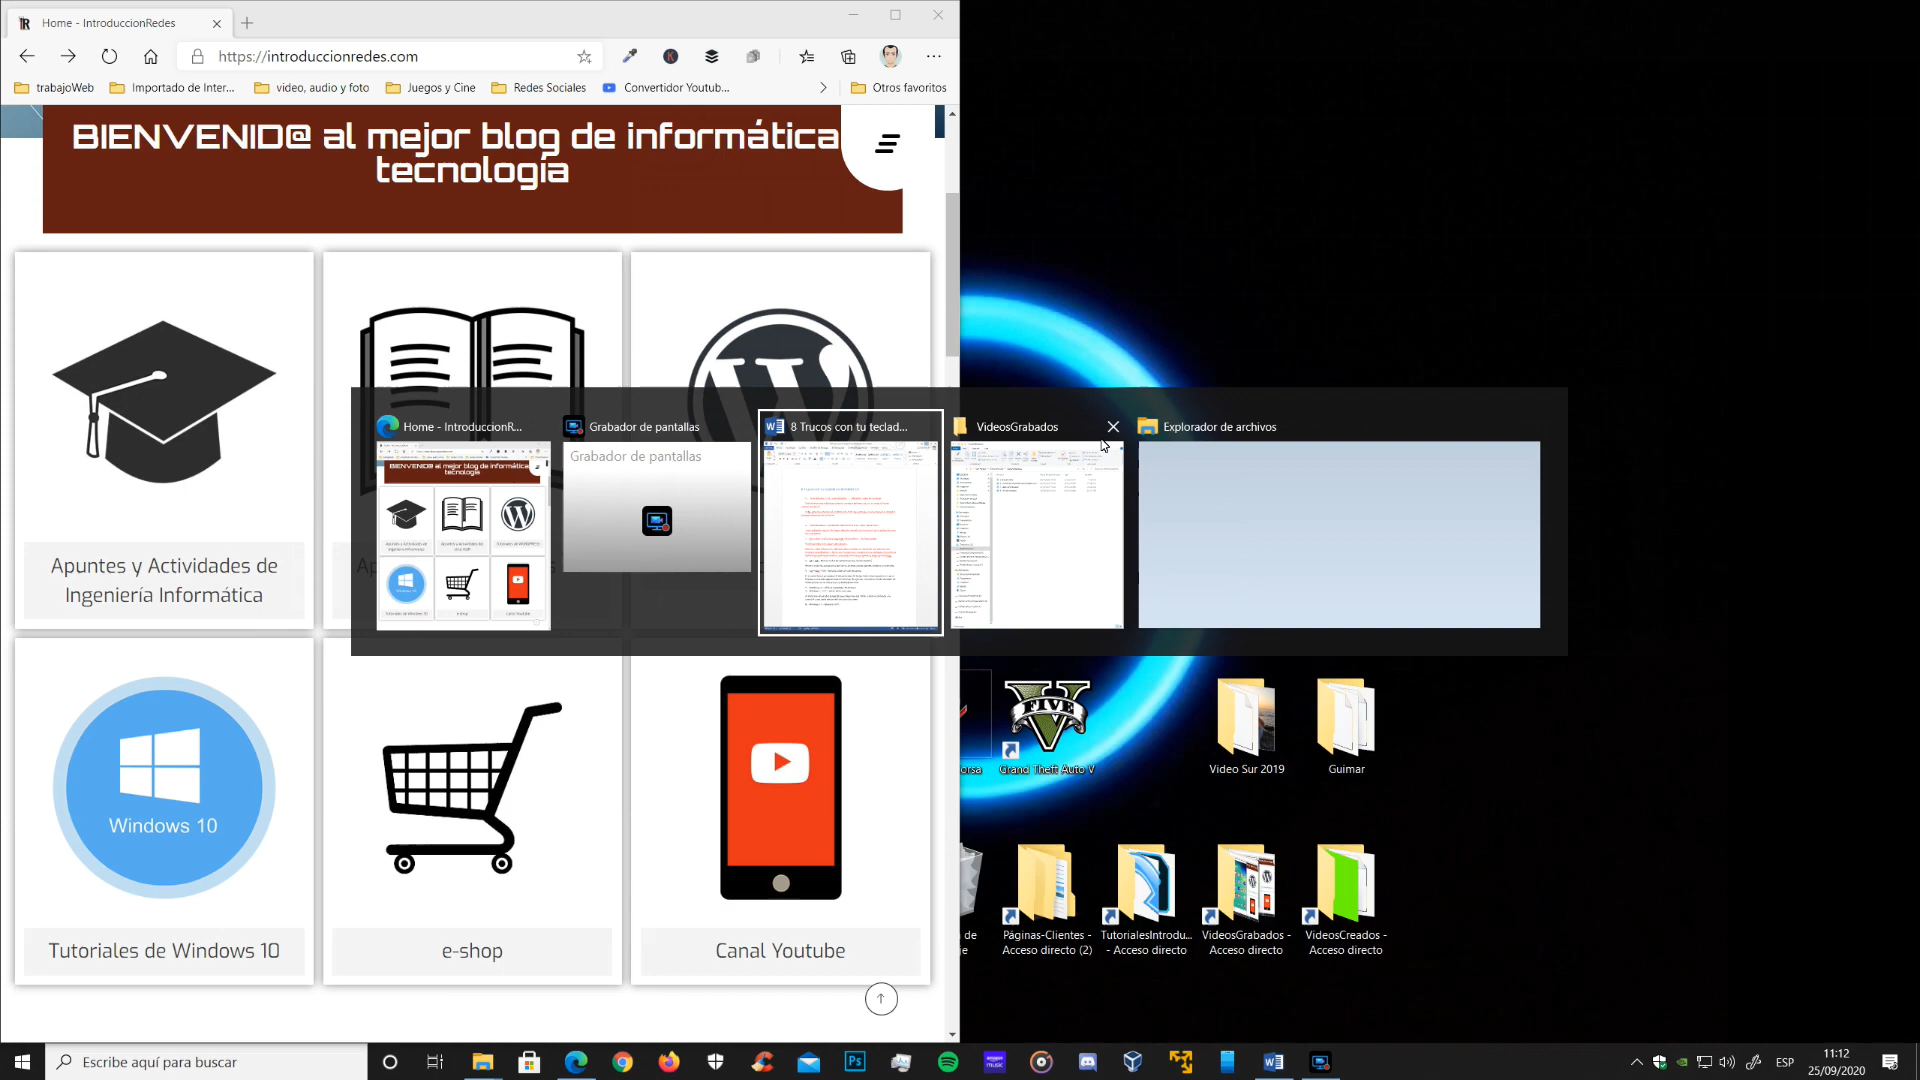 Home - IntroduccionRedes
https://introduccionredes.com
trabajoWeb
Importado de Inter...
video, audio y foto
Juegos y Cine
Redes Sociales
Convertidor Youtub...
Otros favoritos
BIENVENID@ al mejor blog de informática
tecnología
Home - IntroduccionR...
Grabador de pantallas
8 Trucos con tu teclad...
VideosGrabados
Explorador de archivos
Grabador de pantallas
Apuntes y Actividades de
Ingeniería Informática
Windows 10
Tutoriales de Windows 10
e-shop
Canal Youtube
FIVE
Grand Theft Auto V
Video Sur 2019
Guimar
Páginas-Clientes -
Acceso directo (2)
TutorialesIntrodu...
- Acceso directo
VideosGrabados -
Acceso directo
VideosCreados -
Acceso directo
Escribe aquí para buscar
Ps
music
ESP
11:12
25/09/2020